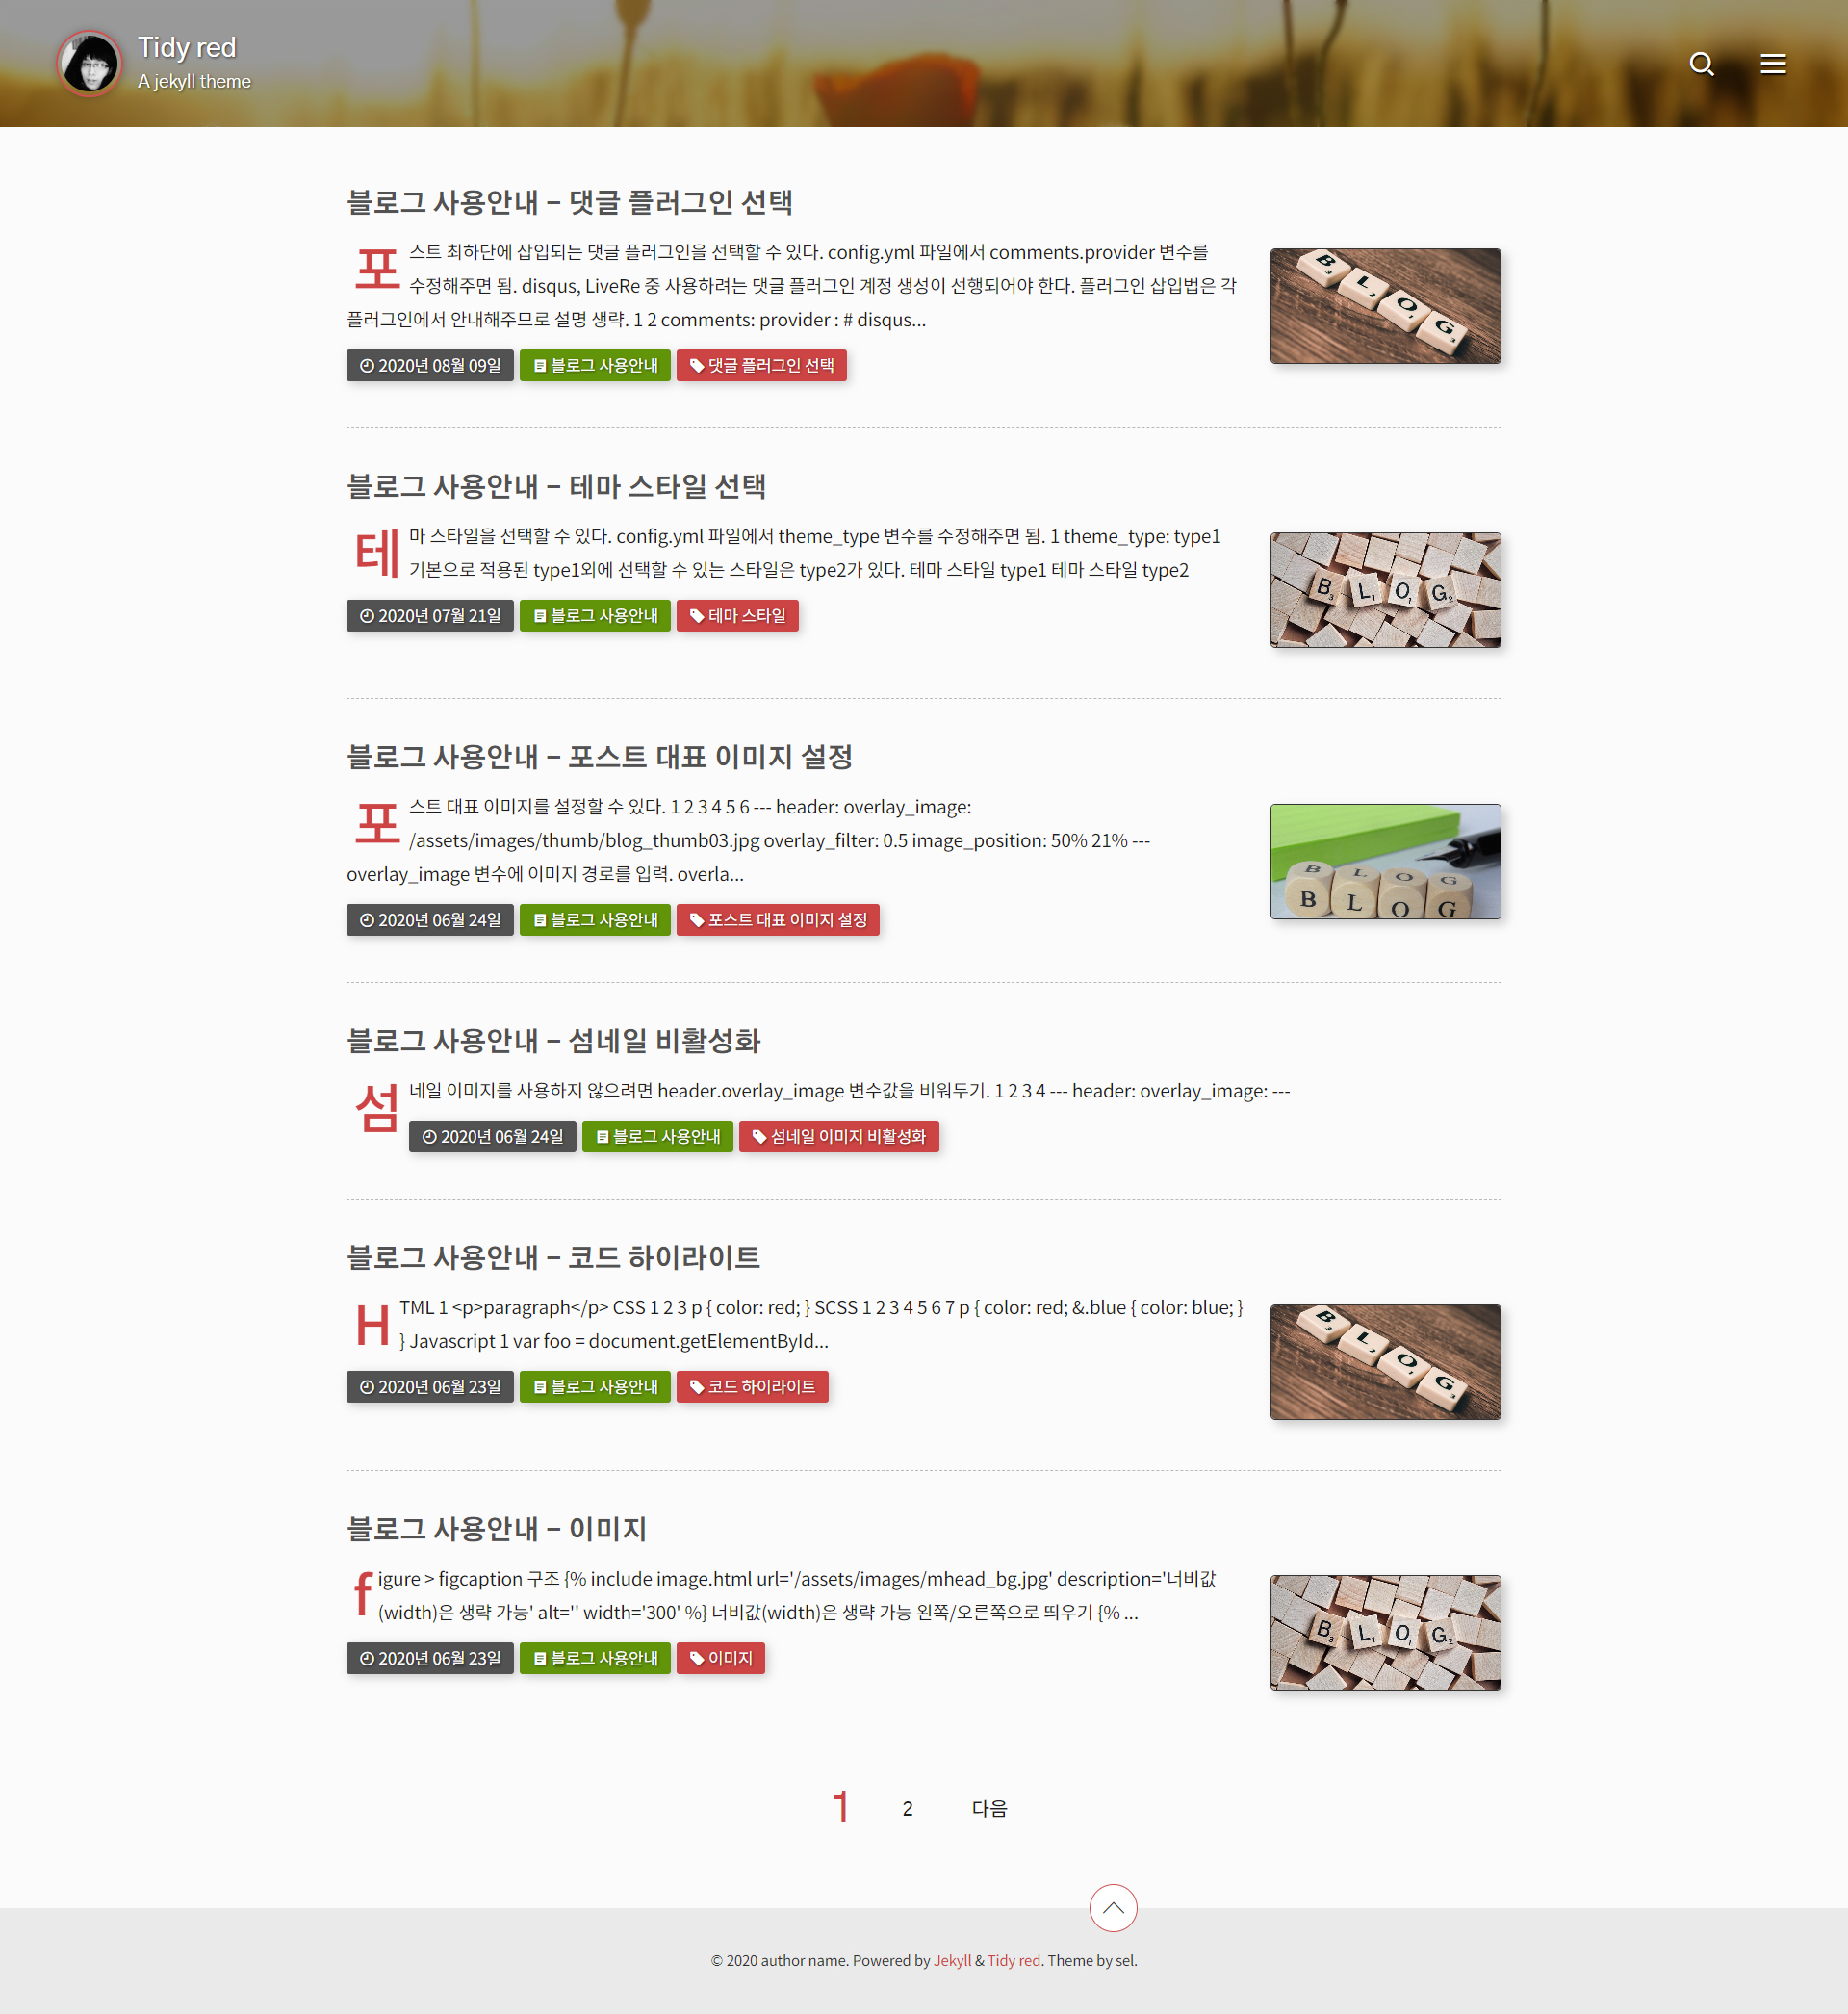 Tidy red
A jekyll theme
블로그 사용안내 – 댓글 플러그인 선택
포스트 최하단에 삽입되는 댓글 플러그인을 선택할 수 있다. config.yml 파일에서 comments.provider 변수를
수정해주면 됨. disqus, LiveRe 중 사용하려는 댓글 플러그인 계정 생성이 선행되어야 한다. 플러그인 삽입법은 각
플러그인에서 안내해주므로 설명 생략. 1 2 comments: provider : # disqus...
2020년 08월 09일 블로그 사용안내 댓글 플러그인 선택
B L O G
블로그 사용안내 – 테마 스타일 선택
테마 스타일을 선택할 수 있다. config.yml 파일에서 theme_type 변수를 수정해주면 됨. 1 theme_type: type1
기본으로 적용된 type1외에 선택할 수 있는 스타일은 type2가 있다. 테마 스타일 type1 테마 스타일 type2
2020년 07월 21일 블로그 사용안내 테마 스타일
B L O G
블로그 사용안내 – 포스트 대표 이미지 설정
포스트 대표 이미지를 설정할 수 있다. 1 2 3 4 5 6 --- header: overlay_image:
/assets/images/thumb/blog_thumb03.jpg overlay_filter: 0.5 image_position: 50% 21% ---
overlay_image 변수에 이미지 경로를 입력. overla...
2020년 06월 24일 블로그 사용안내 포스트 대표 이미지 설정
B L O G
B L O G
블로그 사용안내 – 섬네일 비활성화
섬네일 이미지를 사용하지 않으려면 header.overlay_image 변수값을 비워두기. 1 2 3 4 --- header: overlay_image: ---
2020년 06월 24일 블로그 사용안내 섬네일 이미지 비활성화
블로그 사용안내 – 코드 하이라이트
HTML 1 <p>paragraph</p> CSS 1 2 3 p { color: red; } SCSS 1 2 3 4 5 6 7 p { color: red; &.blue { color: blue; }
} Javascript 1 var foo = document.getElementById...
2020년 06월 23일 블로그 사용안내 코드 하이라이트
B L O G
블로그 사용안내 – 이미지
figure > figcaption 구조 {% include image.html url='/assets/images/mhead_bg.jpg' description='너비값
(width)은 생략 가능' alt='' width='300' %} 너비값(width)은 생략 가능 왼쪽/오른쪽으로 띄우기 {% ...
2020년 06월 23일 블로그 사용안내 이미지
B L O G
1 2 다음
© 2020 author name. Powered by Jekyll & Tidy red. Theme by sel.